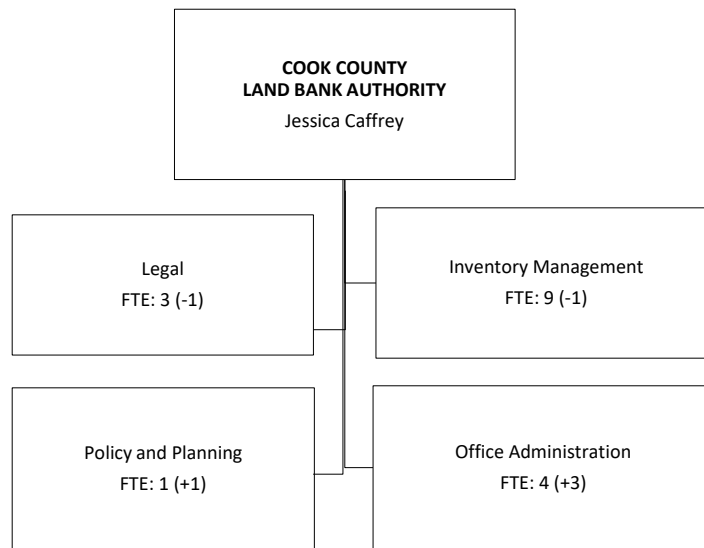 COOK COUNTY
LAND BANK AUTHORITY
Jessica Caffrey
Legal
FTE: 3 (-1)
Inventory Management
FTE: 9 (-1)
Policy and Planning
FTE: 1 (+1)
Office Administration
FTE: 4 (+3)